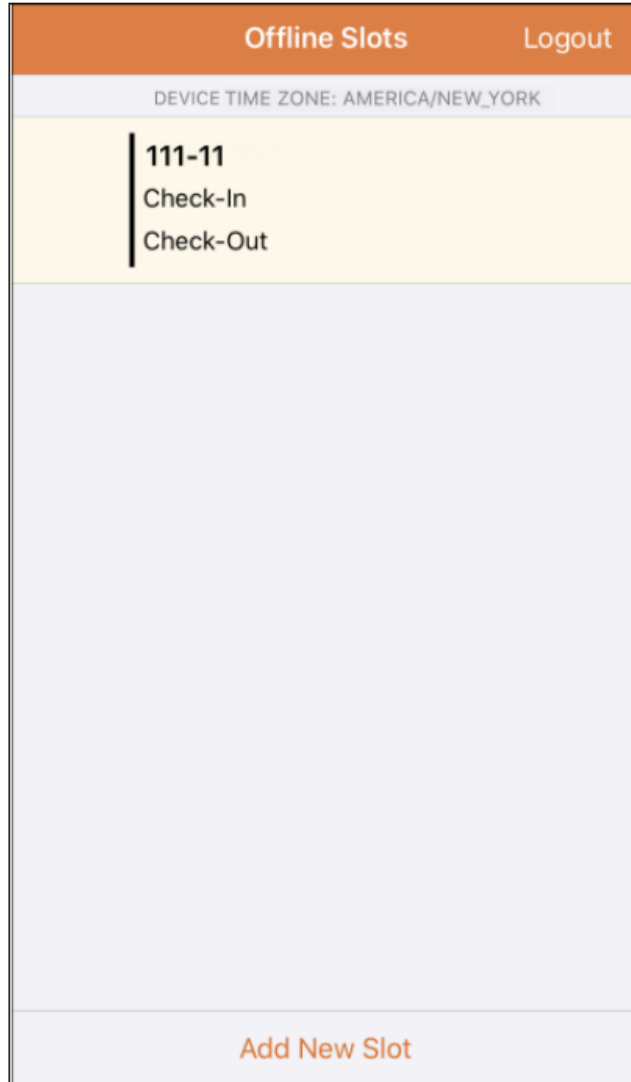 Offline Slots Logout
DEVICE TIME ZONE: AMERICA/NEW_YORK
111-11
Check-In
Check-Out
Add New Slot